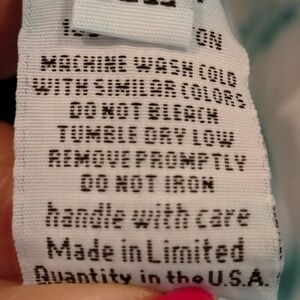 MACHINE WASH COLD
WITH SIMILAR COLORS
DO NOT BLEACH
TUMBLE DRY LOW
REMOVE PROMPTLY
DO NOT IRON
handle with care
Made in Limited
Quantity in the U.S.A.